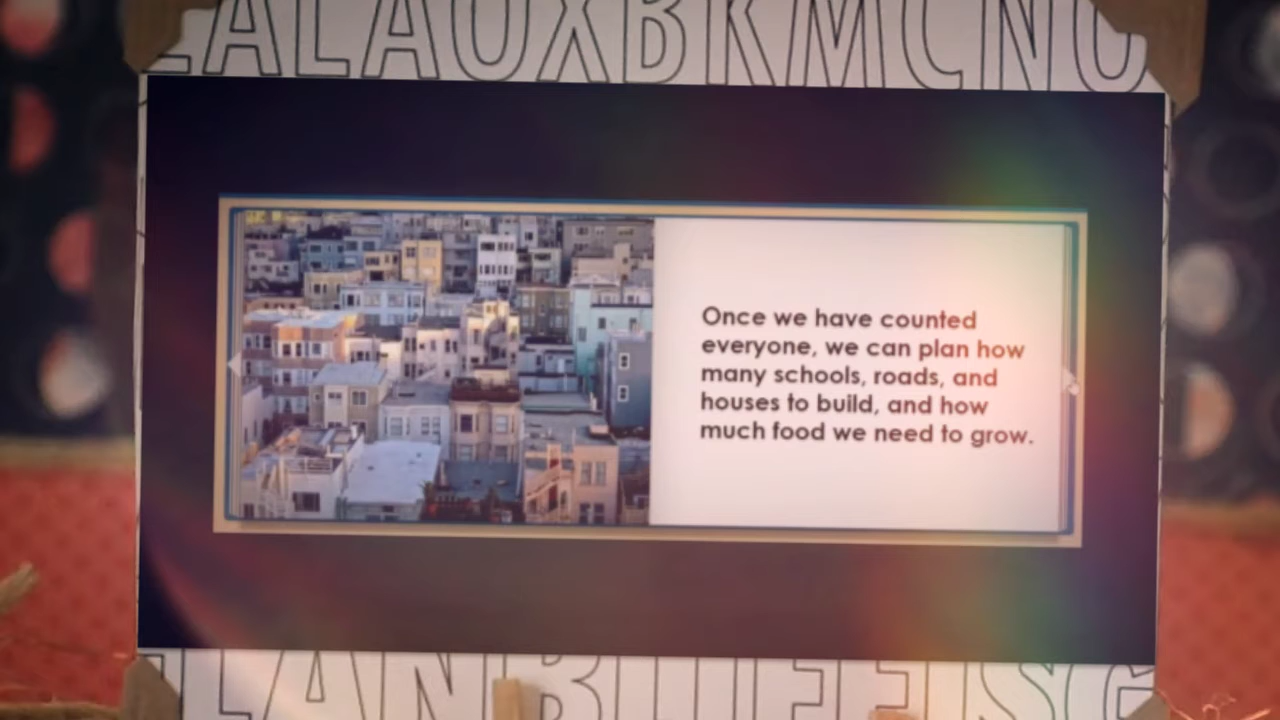 ALAUXBKMCNO
Once we have counted
everyone, we can plan how
many schools, roads, and
houses to build, and how
much food we need to grow.